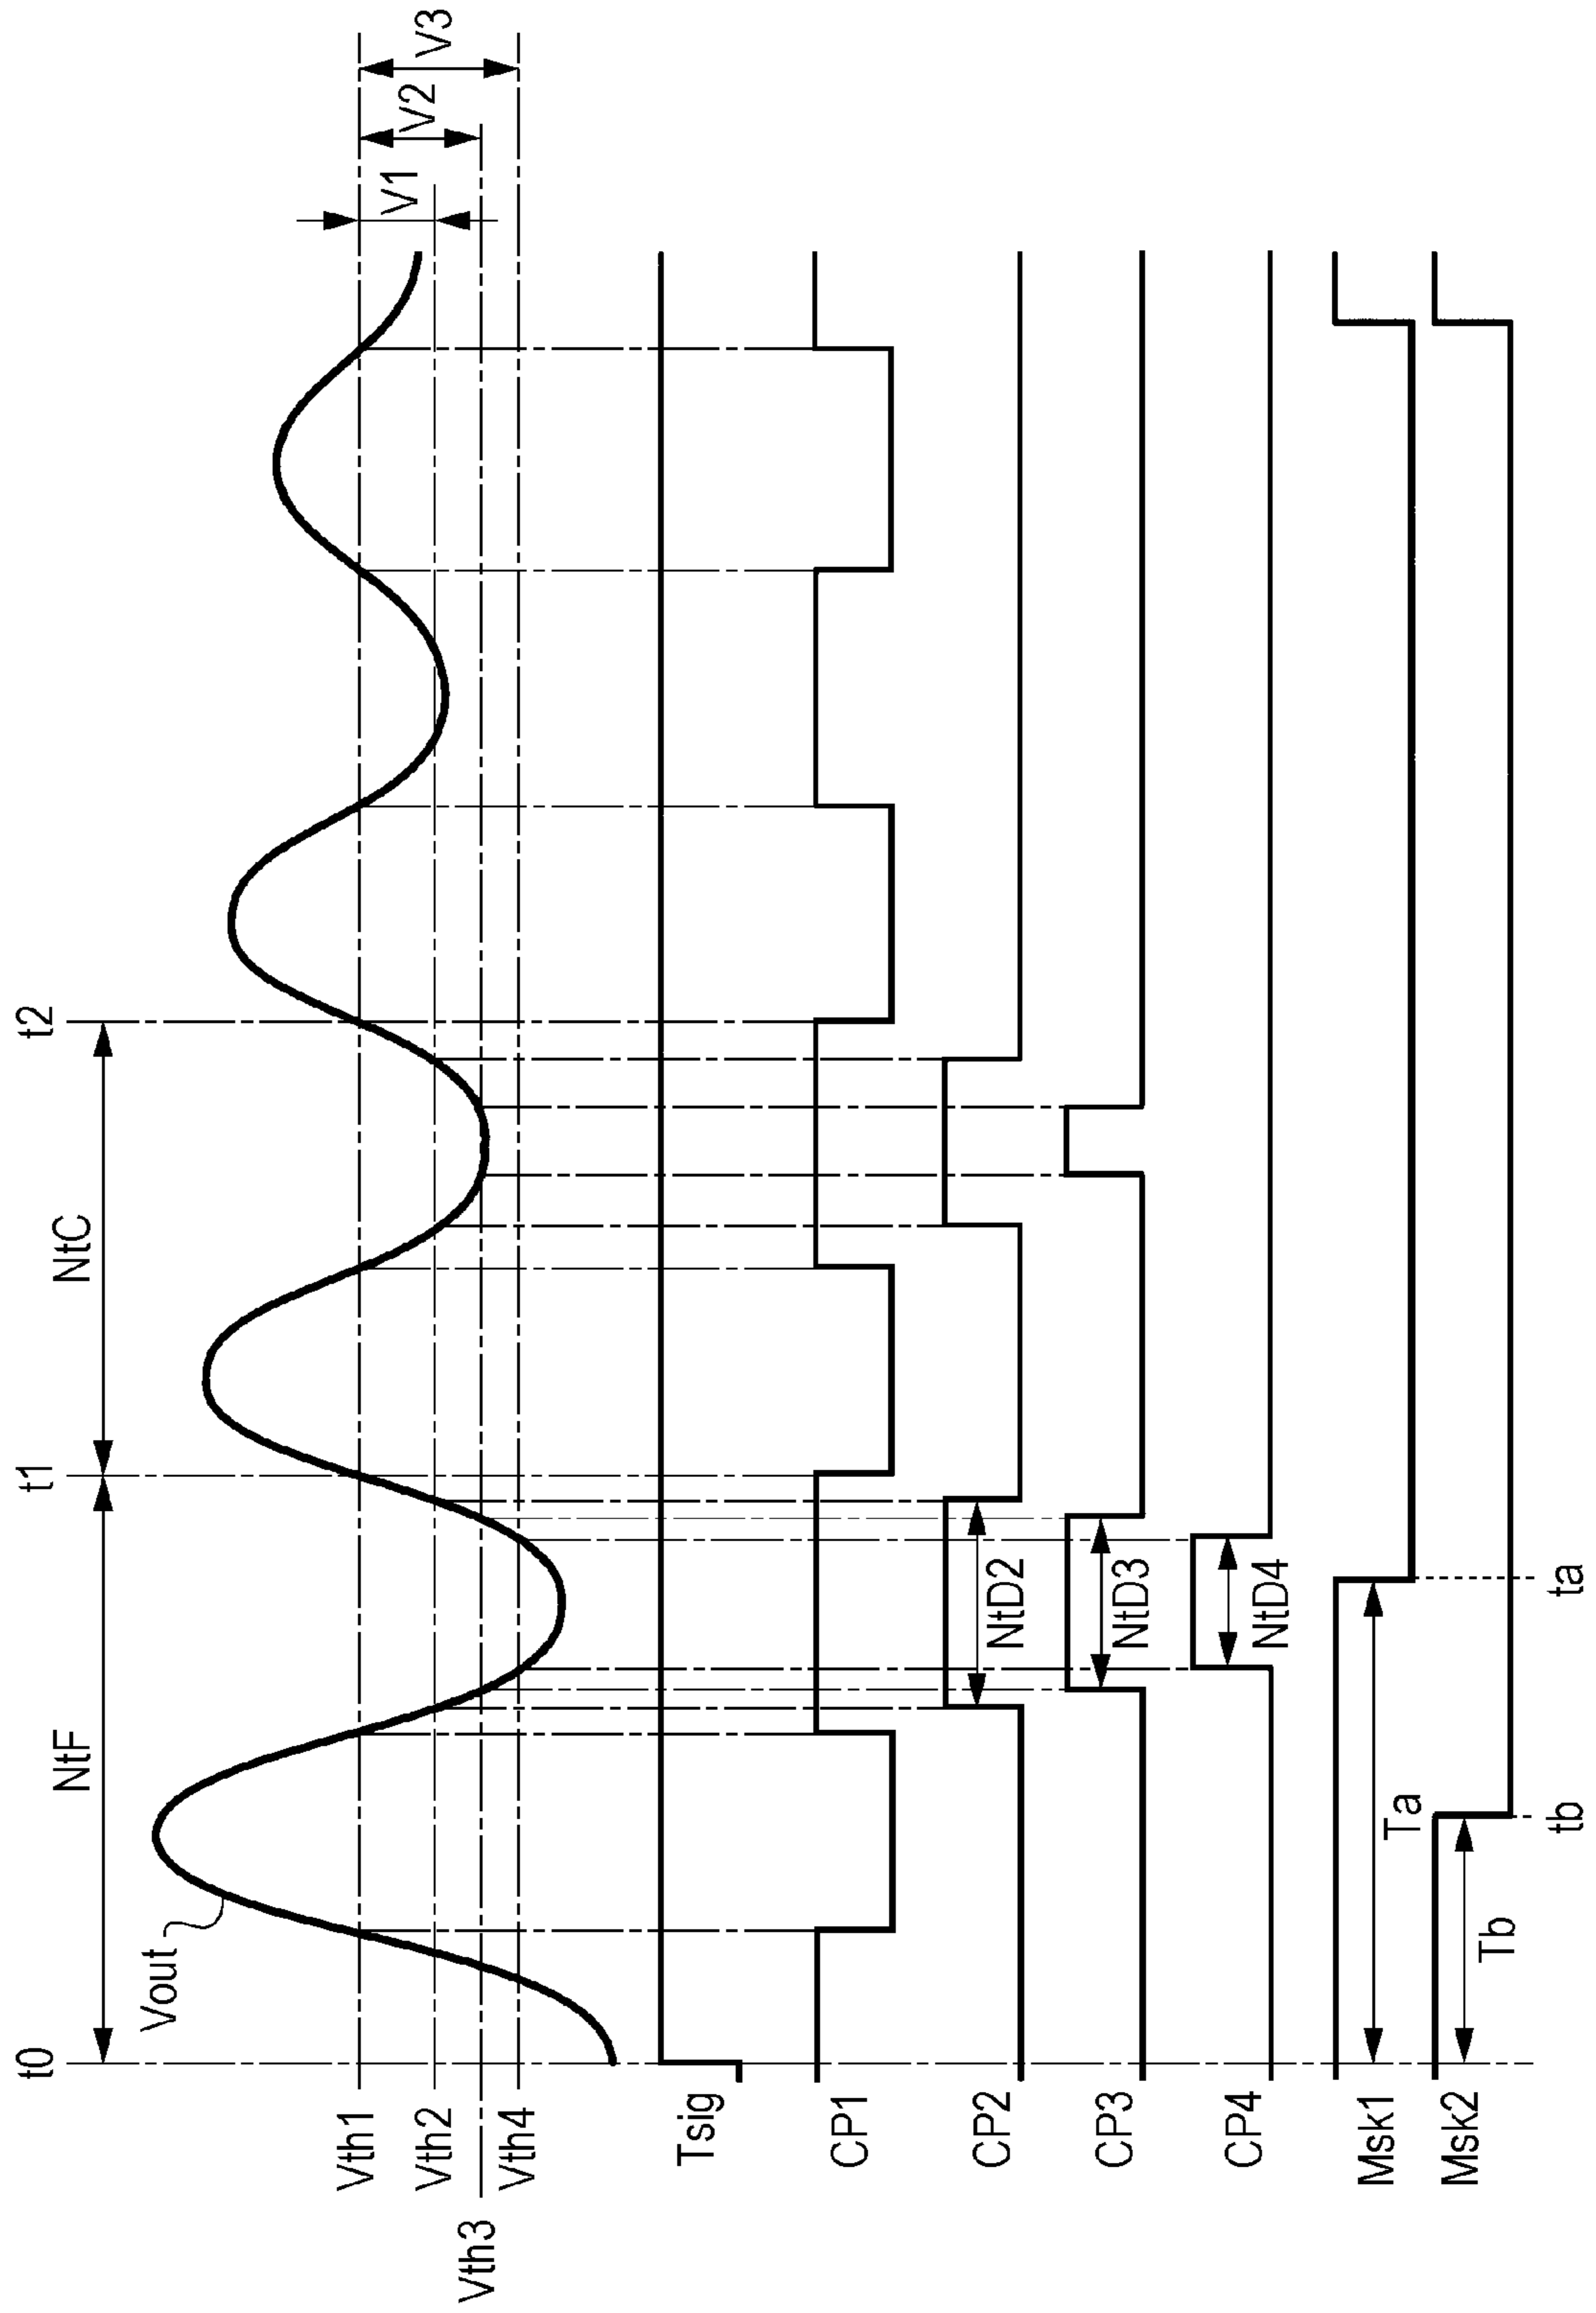 t0
t1
t2
NtF
NtC
Vout
Vth1
Vth2
Vth3
Vth4
V1
V2
V3
Tsig
CP1
CP2
NtD2
CP3
NtD3
CP4
NtD4
Msk1
Ta
Msk2
Tb
tb
ta